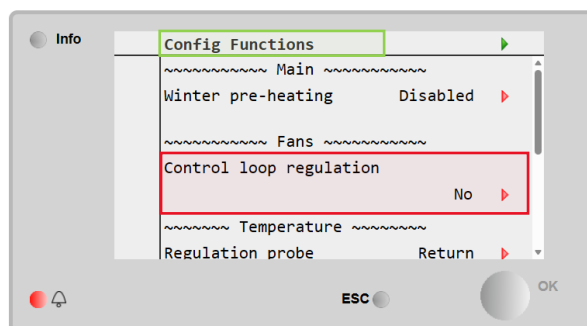 Info
Config Functions
~~~~~~~~~~~ Main ~~~~~~~~~~~
Winter pre-heating Disabled
~~~~~~~~~~~ Fans ~~~~~~~~~~~
Control loop regulation
No
~~~~~~~ Temperature ~~~~~~~~
Regulation probe Return
ESC
OK